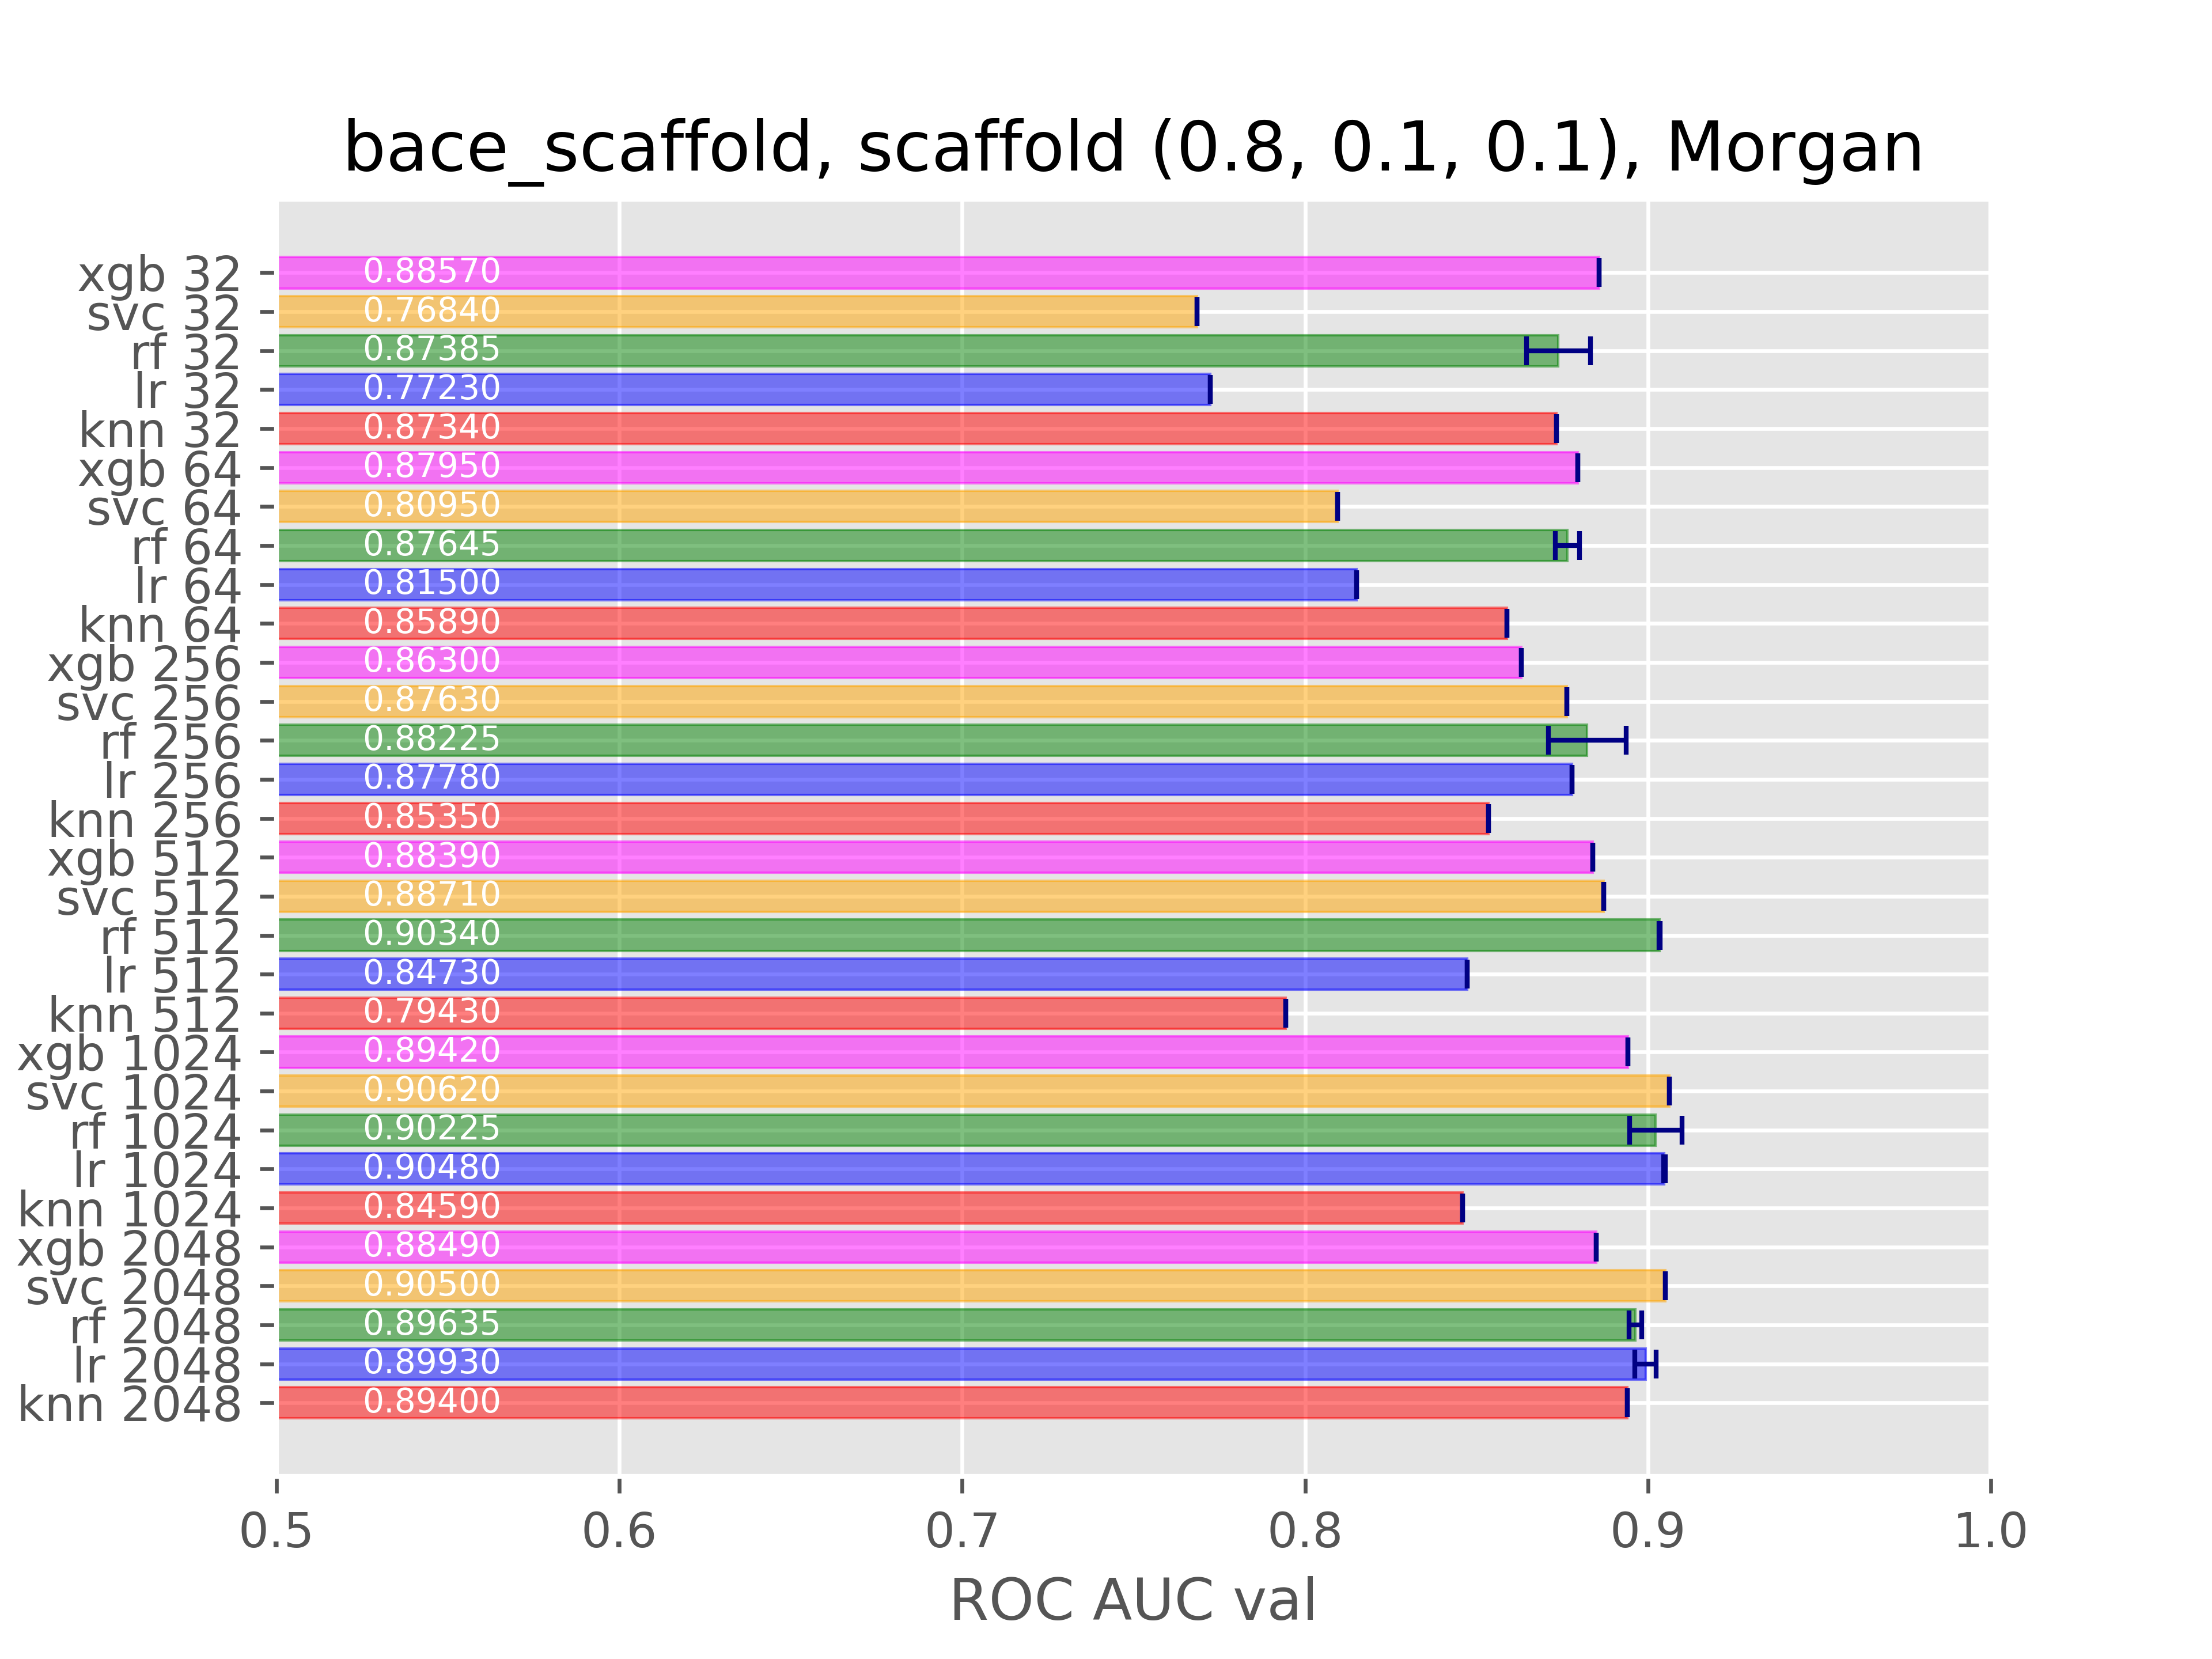 bace_scaffold, scaffold (0.8, 0.1, 0.1), Morgan
xgb 32 0.88570
svc 32 0.76840
rf 32 0.87385
lr 32 0.77230
knn 32 0.87340
xgb 64 0.87950
svc 64 0.80950
rf 64 0.87645
lr 64 0.81500
knn 64 0.85890
xgb 256 0.86300
svc 256 0.87630
rf 256 0.88225
lr 256 0.87780
knn 256 0.85350
xgb 512 0.88390
svc 512 0.88710
rf 512 0.90340
lr 512 0.84730
knn 512 0.79430
xgb 1024 0.89420
svc 1024 0.90620
rf 1024 0.90225
lr 1024 0.90480
knn 1024 0.84590
xgb 2048 0.88490
svc 2048 0.90500
rf 2048 0.89635
lr 2048 0.89930
knn 2048 0.89400
0.5 0.6 0.7 0.8 0.9 1.0
ROC AUC val